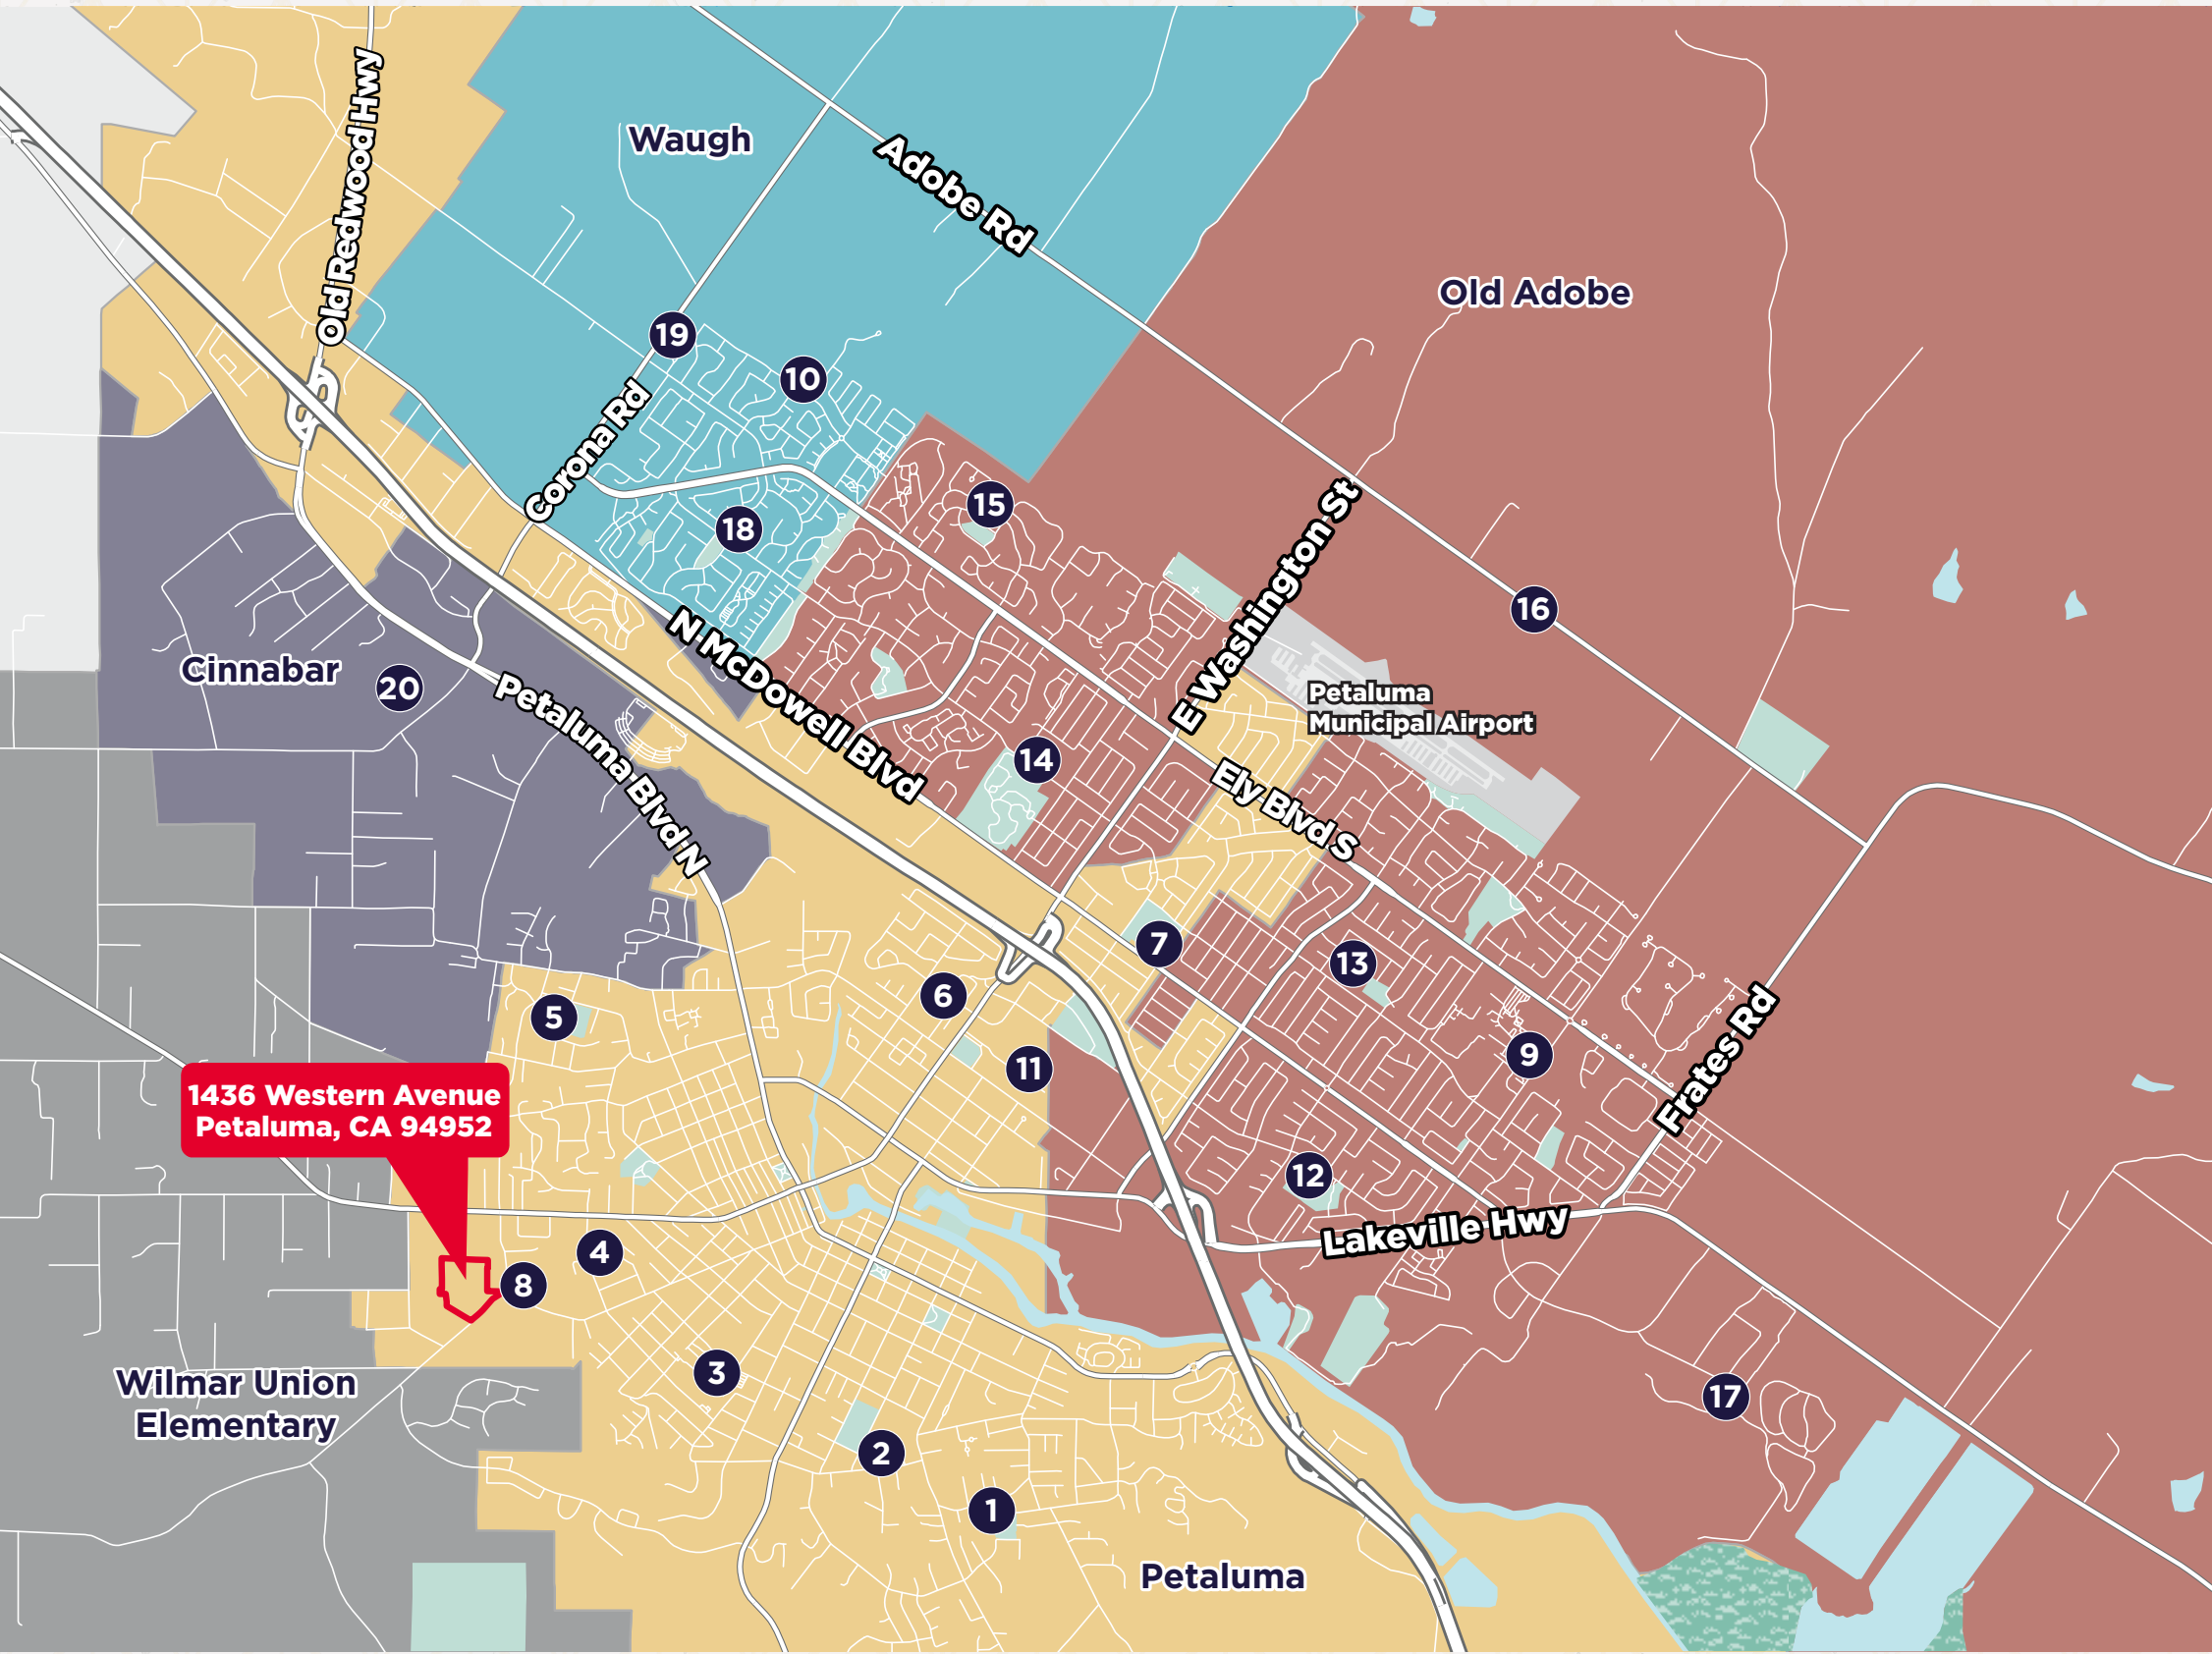 Old Redwood Hwy
Waugh
Adobe Rd
Old Adobe
19
10
Corona Rd
15
18
E Washington St
16
N McDowell Blvd
Cinnabar
20
Petaluma Blvd N
Petaluma
Municipal Airport
14
Ely Blvd S
7
13
6
5
Frates Rd
9
11
1436 Western Avenue
Petaluma, CA 94952
12
Lakeville Hwy
4
8
3
Wilmar Union
Elementary
17
2
1
Petaluma